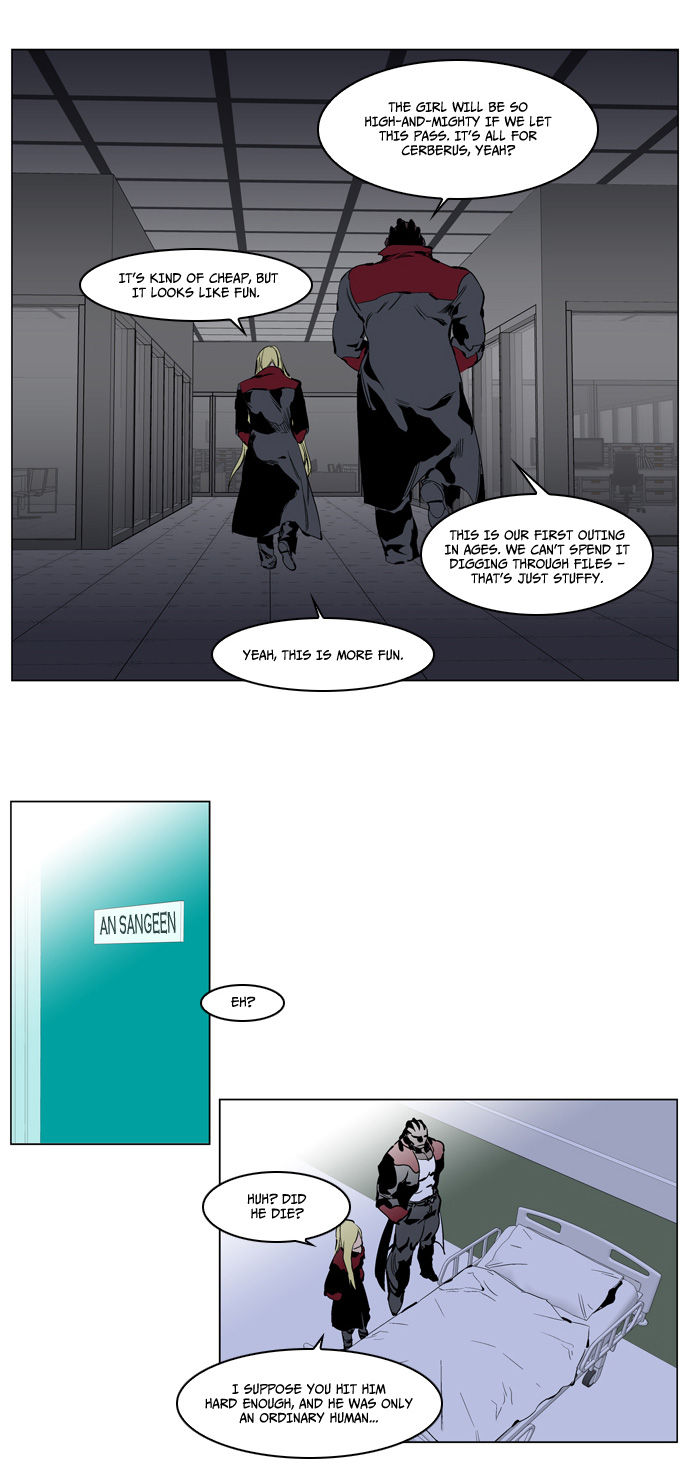 THE GIRL WILL BE SO
HIGH-AND-MIGHTY IF WE LET
THIS PASS. IT'S ALL FOR
CERBERUS, YEAH?
IT'S KIND OF CHEAP, BUT
IT LOOKS LIKE FUN.
THIS IS OUR FIRST OUTING
IN AGES. WE CAN'T SPEND IT
DIGGING THROUGH FILES –
THAT'S JUST STUFFY.
YEAH, THIS IS MORE FUN.
AN SANGEEN
EH?
HUH? DID
HE DIE?
I SUPPOSE YOU HIT HIM
HARD ENOUGH, AND HE WAS ONLY
AN ORDINARY HUMAN...